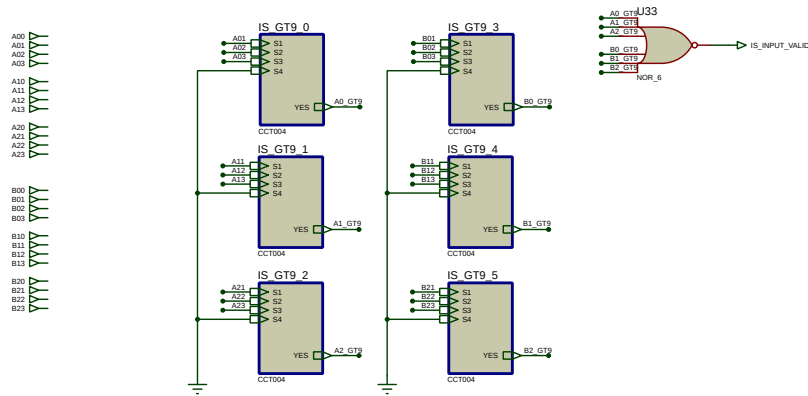 A00
A01
A02
A03
A10
A11
A12
A13
A20
A21
A22
A23
B00
B01
B02
B03
B10
B11
B12
B13
B20
B21
B22
B23
IS_GT9_0
A01
A02
A03
S1
S2
S3
S4
YES
A0_GT9
CCT004
IS_GT9_1
A11
A12
A13
S1
S2
S3
S4
YES
A1_GT9
CCT004
IS_GT9_2
A21
A22
A23
S1
S2
S3
S4
YES
A2_GT9
CCT004
IS_GT9_3
B01
B02
B03
S1
S2
S3
S4
YES
B0_GT9
CCT004
IS_GT9_4
B11
B12
B13
S1
S2
S3
S4
YES
B1_GT9
CCT004
IS_GT9_5
B21
B22
B23
S1
S2
S3
S4
YES
B2_GT9
CCT004
U33
A0_GT9
A1_GT9
A2_GT9
B0_GT9
B1_GT9
B2_GT9
NOR_6
IS_INPUT_VALID